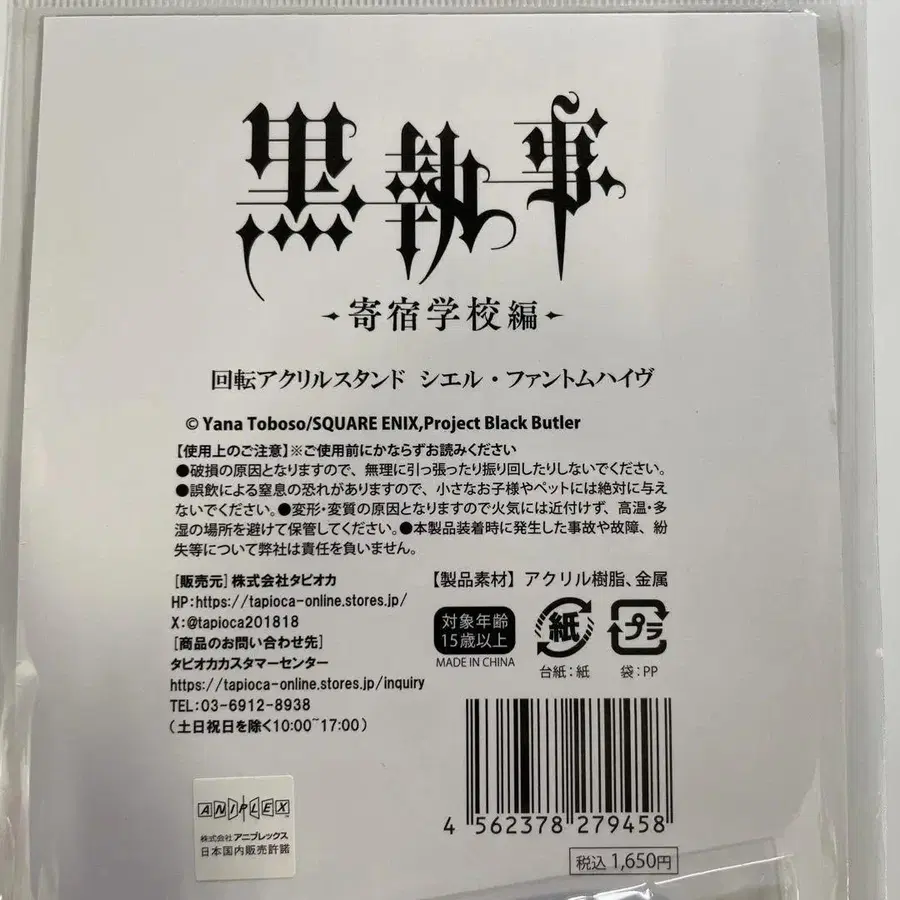 黒執事
寄宿学校編
回転アクリルスタンド シエル・ファントムハイヴ
© Yana Toboso/SQUARE ENIX,Project Black Butler
【使用上のご注意】※ご使用前にかならずお読みください
●破損の原因となりますので、無理に引っ張ったり振り回したりしないでください。
●誤飲による窒息の恐れがありますので、小さなお子様やペットには絶対に与え
ないでください。●変形・変質の原因となりますので火気には近付けず、高温・多
湿の場所を避けて保管してください。●本製品装着時に発生した事故や故障、紛
失等について弊社は責任を負いません。
[販売元] 株式会社タピオカ
HP:https://tapioca-online.stores.jp/
X:@tapioca201818
[商品のお問い合わせ先]
タピオカカスタマーセンター
https://tapioca-online.stores.jp/inquiry
TEL:03-6912-8938
(土日祝日を除く10:00~17:00)
【製品素材】アクリル樹脂、金属
対象年齢
15歳以上
MADE IN CHINA
紙
台紙:紙
プラ
袋:PP
4 562378 279458
税込 1,650円
ANIPLEX
株式会社 アニプレックス
日本国内販売許諾